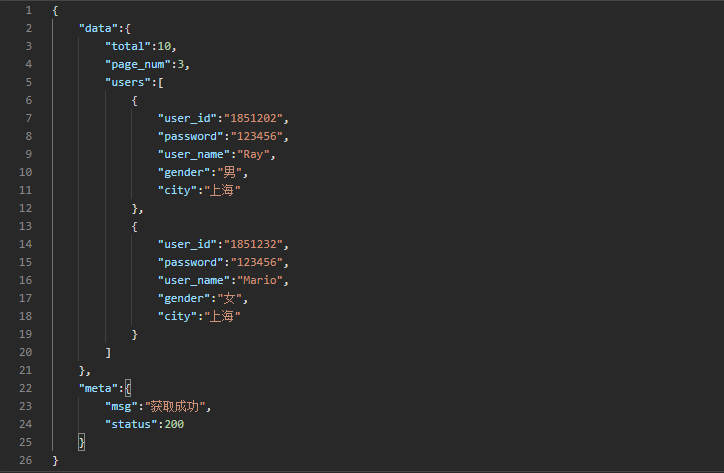 1 {
2 "data":{
3 "total":10,
4 "page_num":3,
5 "users":[
6 {
7 "user_id":"1851202",
8 "password":"123456",
9 "user_name":"Ray",
10 "gender":"男",
11 "city":"上海"
12 },
13 {
14 "user_id":"1851232",
15 "password":"123456",
16 "user_name":"Mario",
17 "gender":"女",
18 "city":"上海"
19 }
20 ]
21 },
22 "meta":{
23 "msg":"获取成功",
24 "status":200
25 }
26 }